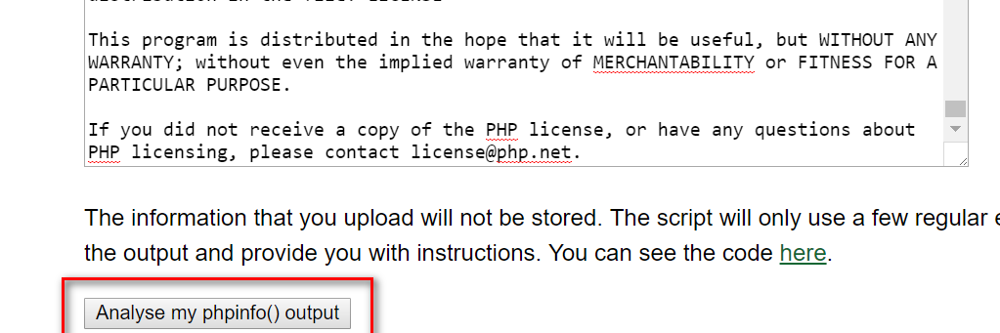 This program is distributed in the hope that it will be useful, but WITHOUT ANY
WARRANTY; without even the implied warranty of MERCHANTABILITY or FITNESS FOR A
PARTICULAR PURPOSE.
If you did not receive a copy of the PHP license, or have any questions about
PHP licensing, please contact license@php.net.
The information that you upload will not be stored. The script will only use a few regular
the output and provide you with instructions. You can see the code here.
Analyse my phpinfo() output